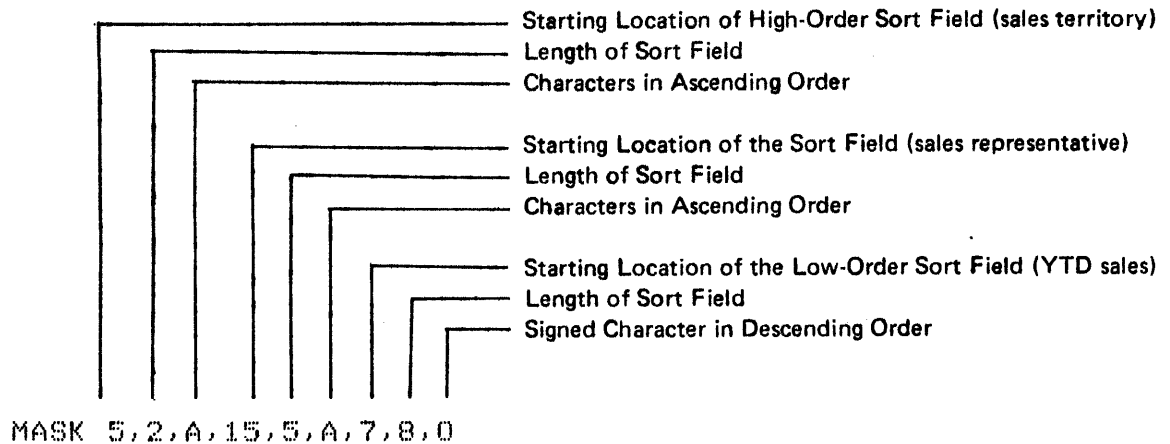 Starting Location of High-Order Sort Field (sales territory)
Length of Sort Field
Characters in Ascending Order
Starting Location of the Sort Field (sales representative)
Length of Sort Field
Characters in Ascending Order
Starting Location of the Low-Order Sort Field (YTD sales)
Length of Sort Field
Signed Character in Descending Order
MASK 5,2,A,15,5,A,7,8,O